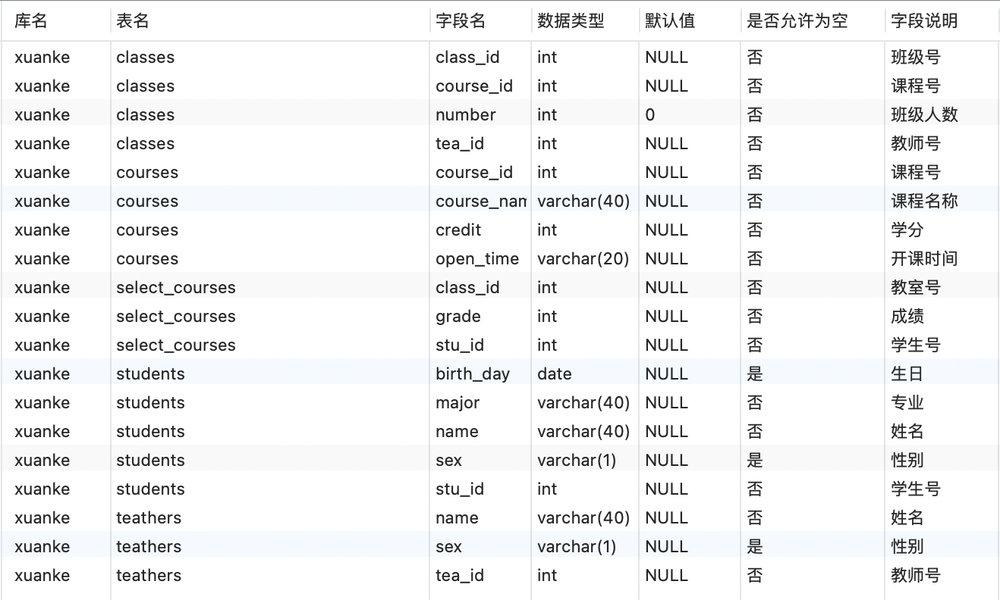 库名 表名 字段名 数据类型 默认值 是否允许为空 字段说明
xuanke classes class_id int NULL 否 班级号
xuanke classes course_id int NULL 否 课程号
xuanke classes number int 0 否 班级人数
xuanke classes tea_id int NULL 否 教师号
xuanke courses course_id int NULL 否 课程号
xuanke courses course_nam varchar(40) NULL 否 课程名称
xuanke courses credit int NULL 否 学分
xuanke courses open_time varchar(20) NULL 否 开课时间
xuanke select_courses class_id int NULL 否 教室号
xuanke select_courses grade int NULL 否 成绩
xuanke select_courses stu_id int NULL 否 学生号
xuanke students birth_day date NULL 是 生日
xuanke students major varchar(40) NULL 否 专业
xuanke students name varchar(40) NULL 否 姓名
xuanke students sex varchar(1) NULL 是 性别
xuanke students stu_id int NULL 否 学生号
xuanke teathers name varchar(40) NULL 否 姓名
xuanke teathers sex varchar(1) NULL 是 性别
xuanke teathers tea_id int NULL 否 教师号